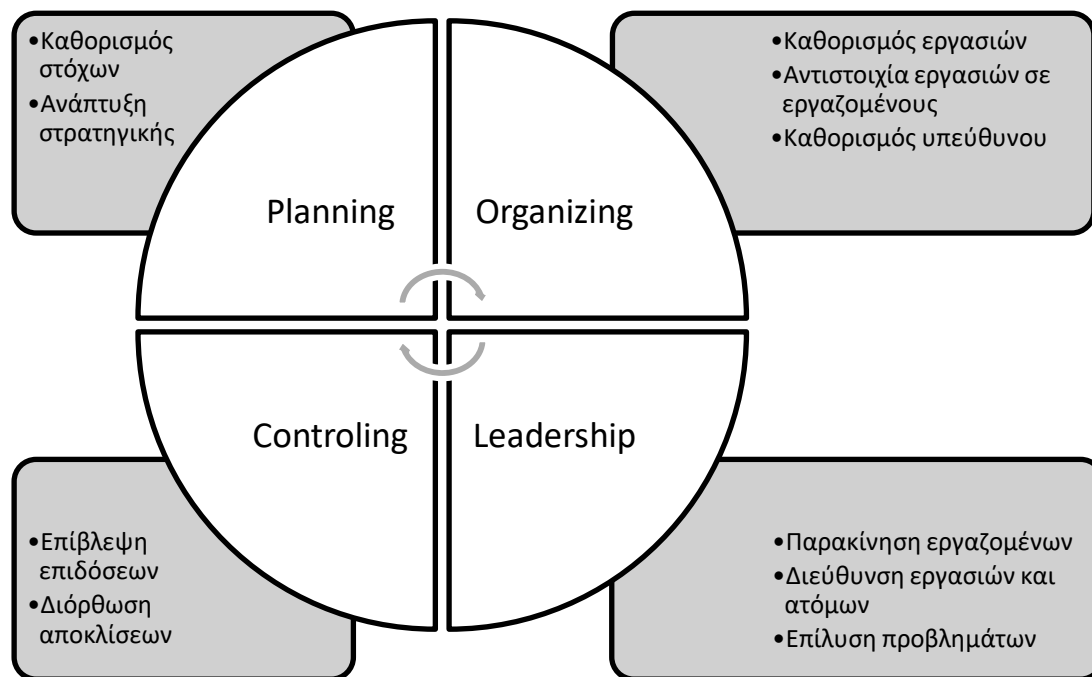 •Καθορισμός
στόχων
•Ανάπτυξη
στρατηγικής
•Καθορισμός εργασιών
•Αντιστοιχία εργασιών σε
εργαζομένους
•Καθορισμός υπεύθυνου
Planning
Organizing
Controling
Leadership
•Επίβλεψη
επιδόσεων
•Διόρθωση
αποκλίσεων
•Παρακίνηση εργαζομένων
•Διεύθυνση εργασιών και
ατόμων
•Επίλυση προβλημάτων